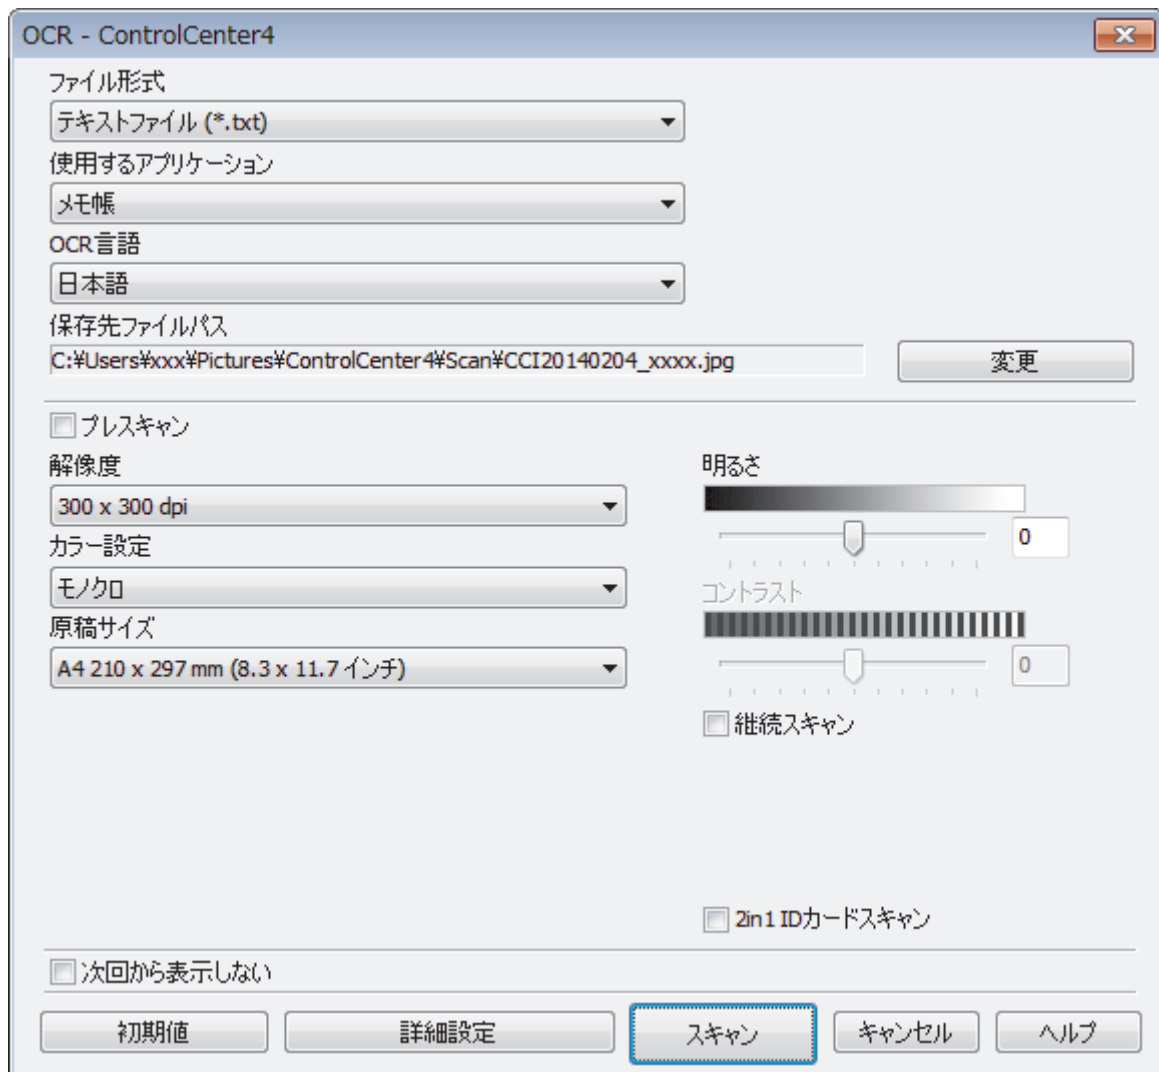 OCR - ControlCenter4
ファイル形式
テキストファイル (*.txt)
使用するアプリケーション
メモ帳
OCR言語
日本語
保存先ファイルパス
C:¥Users¥xxx¥Pictures¥ControlCenter4¥Scan¥CCI20140204_xxxx.jpg
変更
プレスキャン
解像度
300 x 300 dpi
カラー設定
モノクロ
原稿サイズ
A4 210 x 297 mm (8.3 x 11.7 インチ)
明るさ
0
コントラスト
0
継続スキャン
2in1 IDカードスキャン
次回から表示しない
初期値 詳細設定 スキャン キャンセル ヘルプ